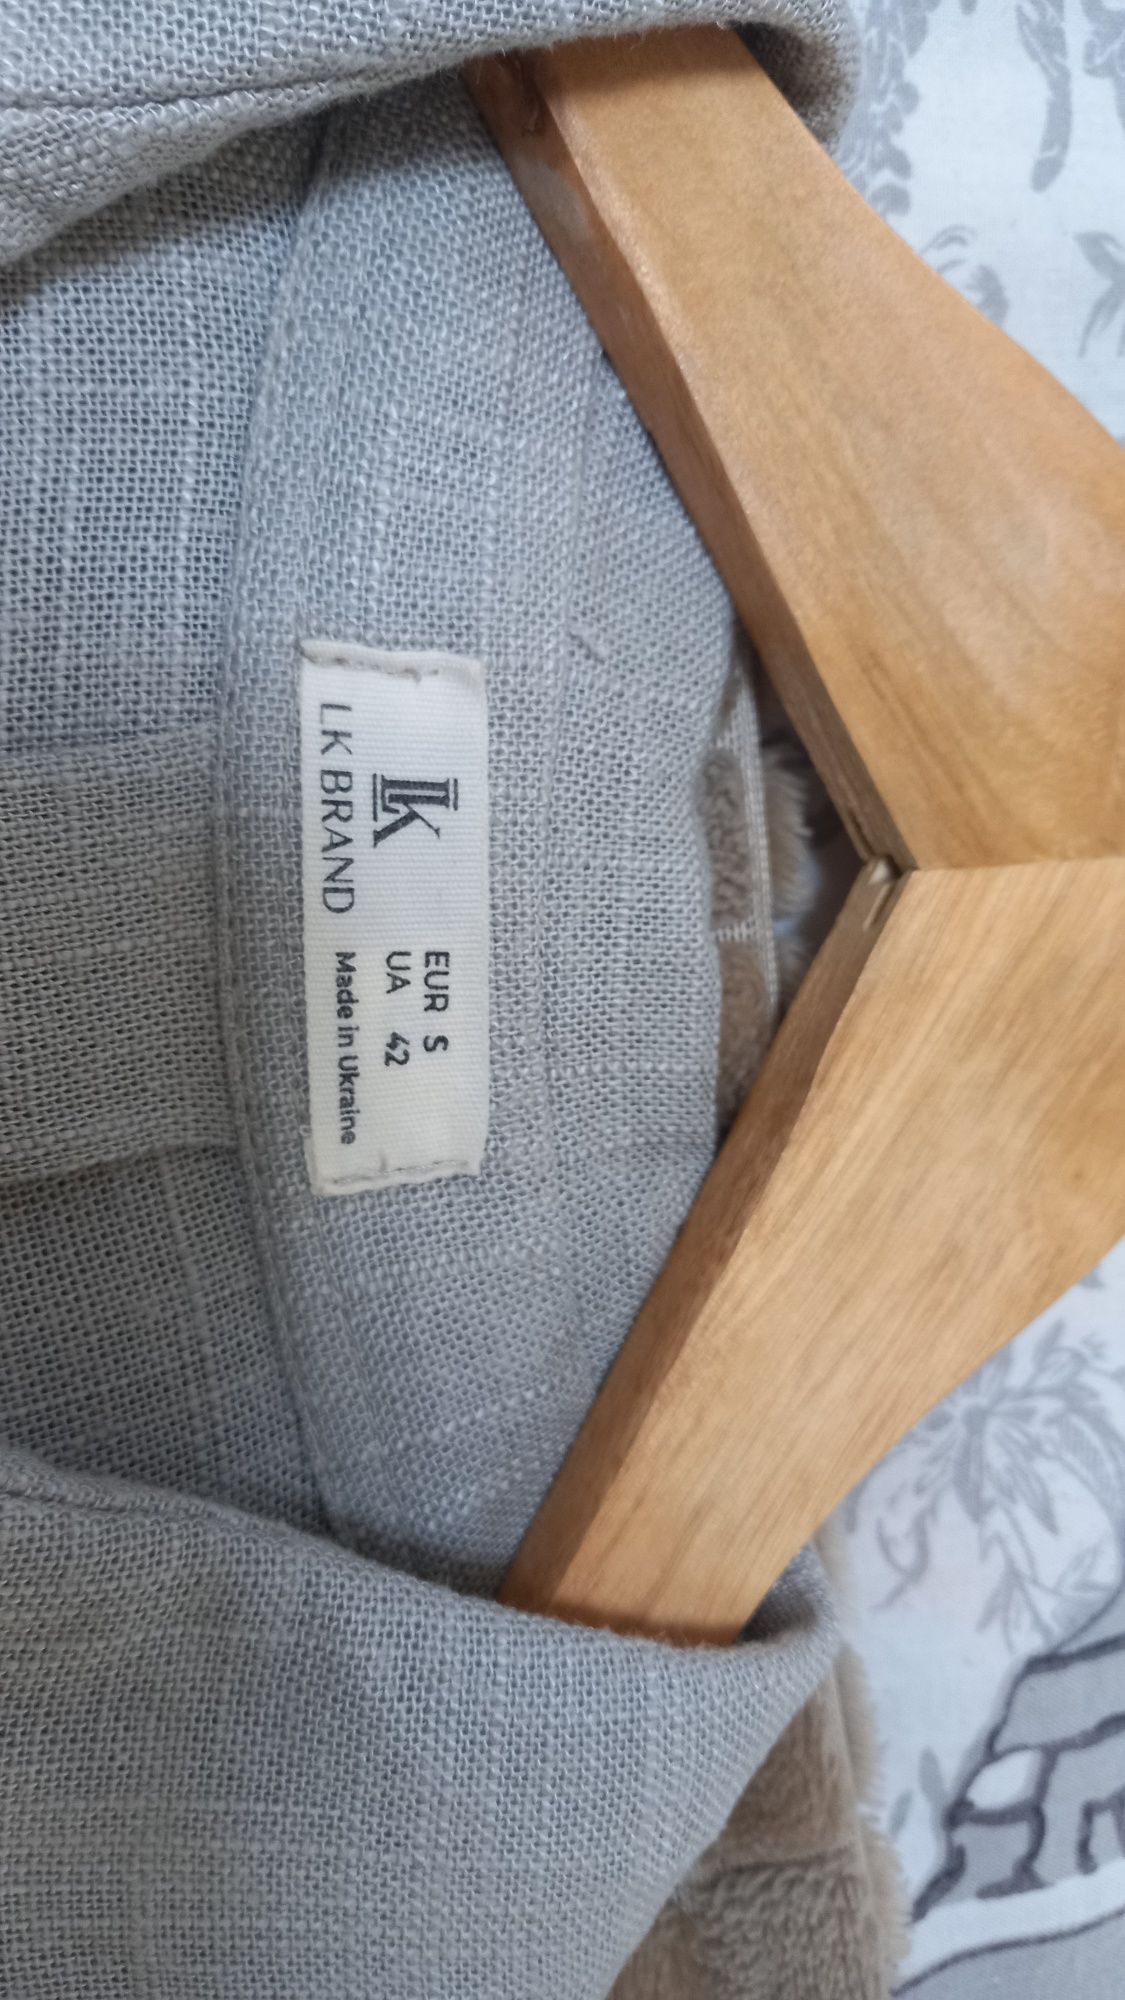 LK
LK BRAND
EUR S
UA 42
Made in Ukraine